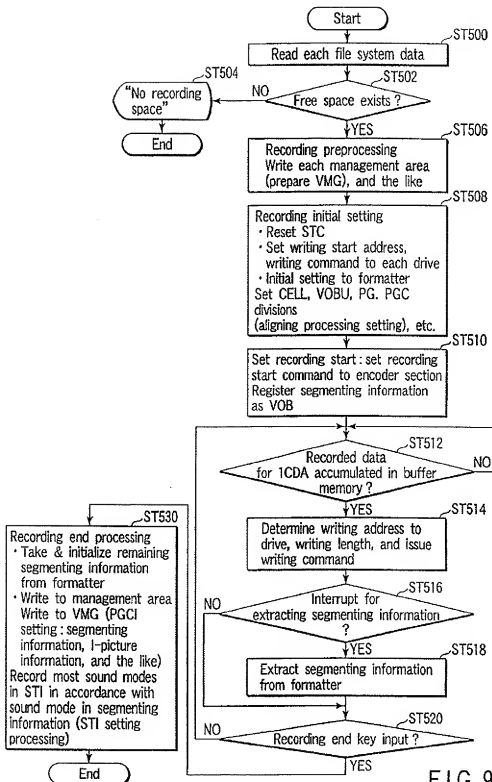 Start
ST500
Read each file system data
ST504
ST502
"No recording
space"
NO
Free space exists ?
End
YES
ST506
Recording preprocessing
Write each management area
(prepare VMG), and the like
ST508
Recording initial setting
· Reset STC
· Set writing start address,
writing command to each drive
· Initial setting to formatter
Set CELL, VOBU, PG. PGC
divisions
(aligning processing setting), etc.
ST510
Set recording start : set recording
start command to encoder section
Register segmenting information
as VOB
ST512
Recorded data
for 1CDA accumulated in buffer
memory ?
NO
YES
ST514
Determine writing address to
drive, writing length, and issue
writing command
ST516
NO
Interrupt for
extracting segmenting information
?
YES
ST518
Extract segmenting information
from formatter
ST520
NO
Recording end key input ?
YES
ST530
Recording end processing
· Take & initialize remaining
segmenting information
from formatter
· Write to management area
Write to VMG (PGCI
setting : segmenting
information, I-picture
information, and the like)
Record most sound modes
in STI in accordance with
sound mode in segmenting
information (STI setting
processing)
End
FIG. 9